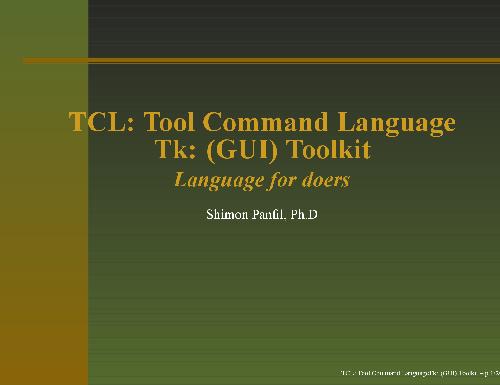 TCL: Tool Command Language
Tk: (GUI) Toolkit
Language for doers
Shimon Panfil, Ph.D
TCL: Tool Command LanguageTk: (GUI) Toolkit – p.1/2